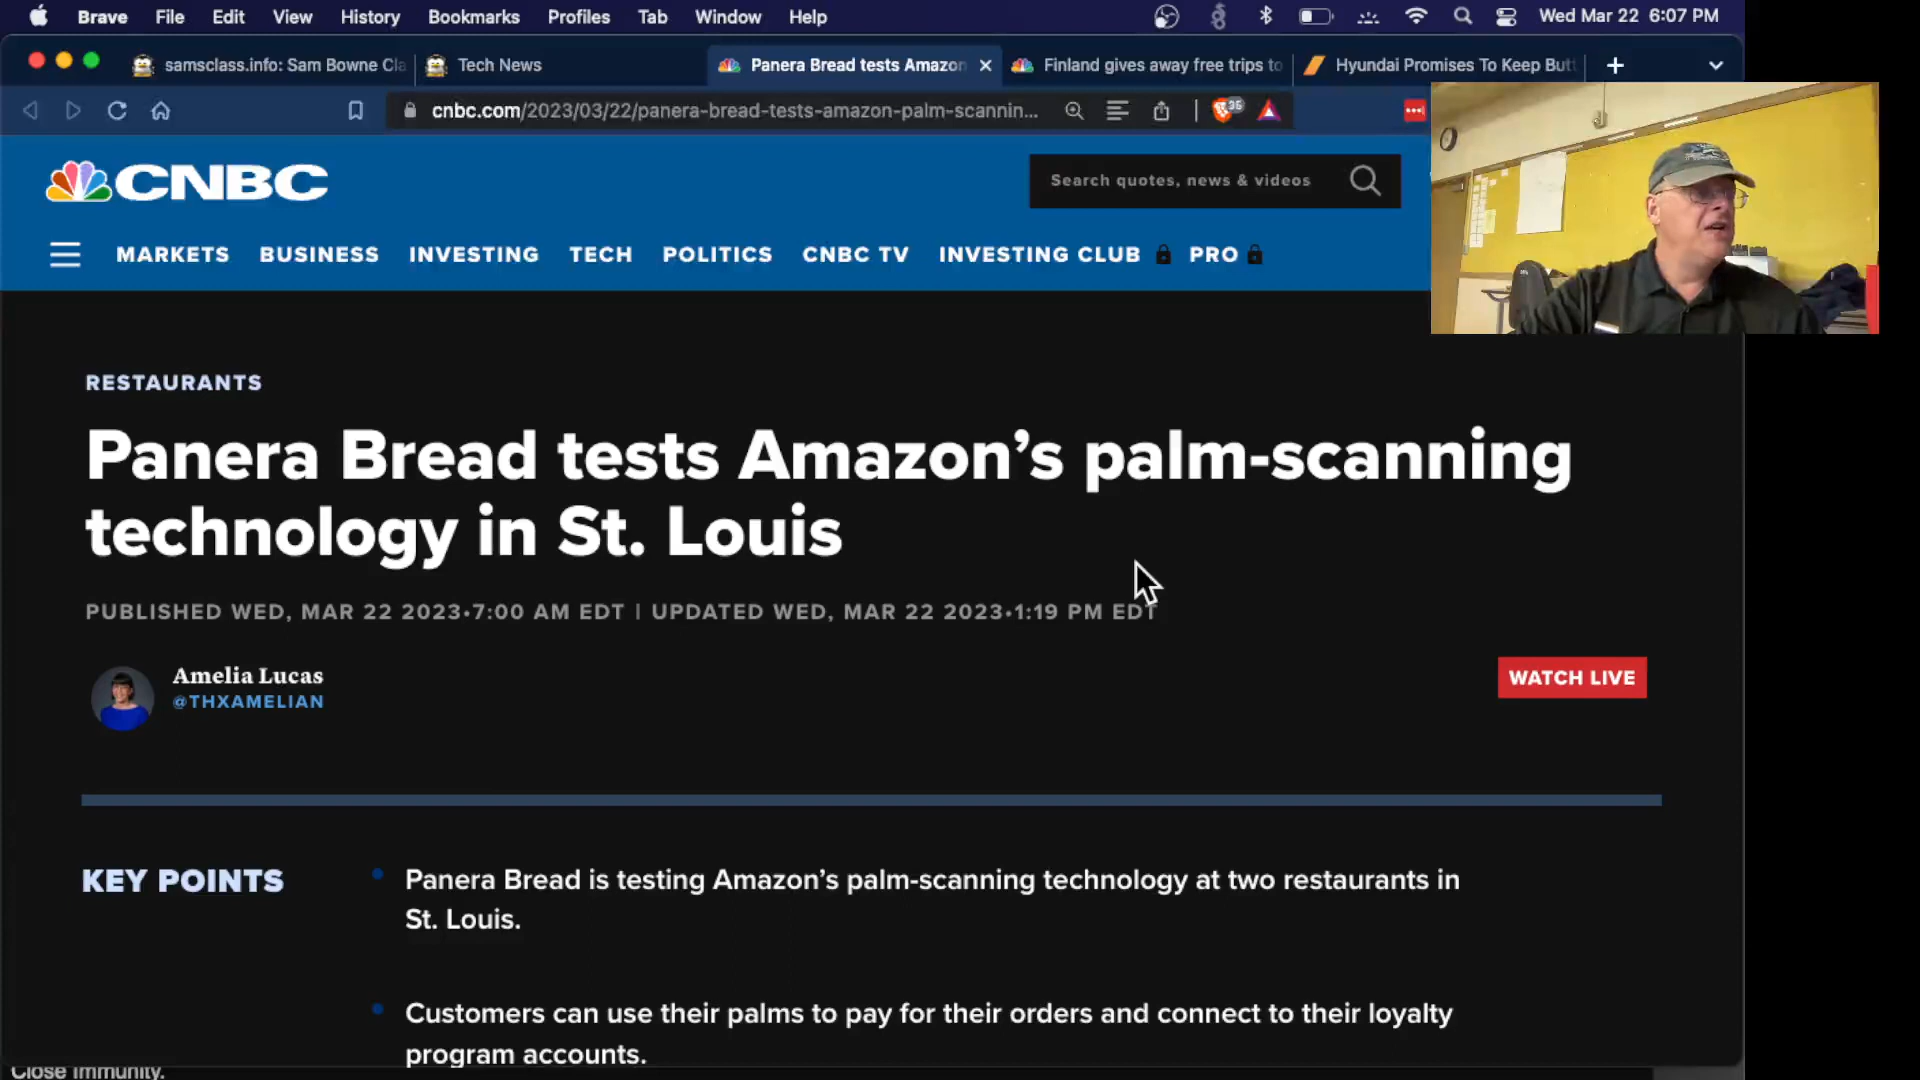 Brave File Edit View History Bookmarks Profiles Tab Window Help Wed Mar 22 6:07 PM
samsclass.info: Sam Bowne Cla Tech News Panera Bread tests Amazon Finland gives away free trips to Hyundai Promises To Keep But
cnbc.com/2023/03/22/panera-bread-tests-amazon-palm-scannin... 35
CNBC
Search quotes, news & videos
MARKETS BUSINESS INVESTING TECH POLITICS CNBC TV INVESTING CLUB PRO
RESTAURANTS
Panera Bread tests Amazon’s palm-scanning
technology in St. Louis
PUBLISHED WED, MAR 22 2023•7:00 AM EDT | UPDATED WED, MAR 22 2023•1:19 PM EDT
Amelia Lucas
@THXAMELIAN
WATCH LIVE
KEY POINTS
Panera Bread is testing Amazon’s palm-scanning technology at two restaurants in
St. Louis.
Customers can use their palms to pay for their orders and connect to their loyalty
program accounts.
Close Immunity.